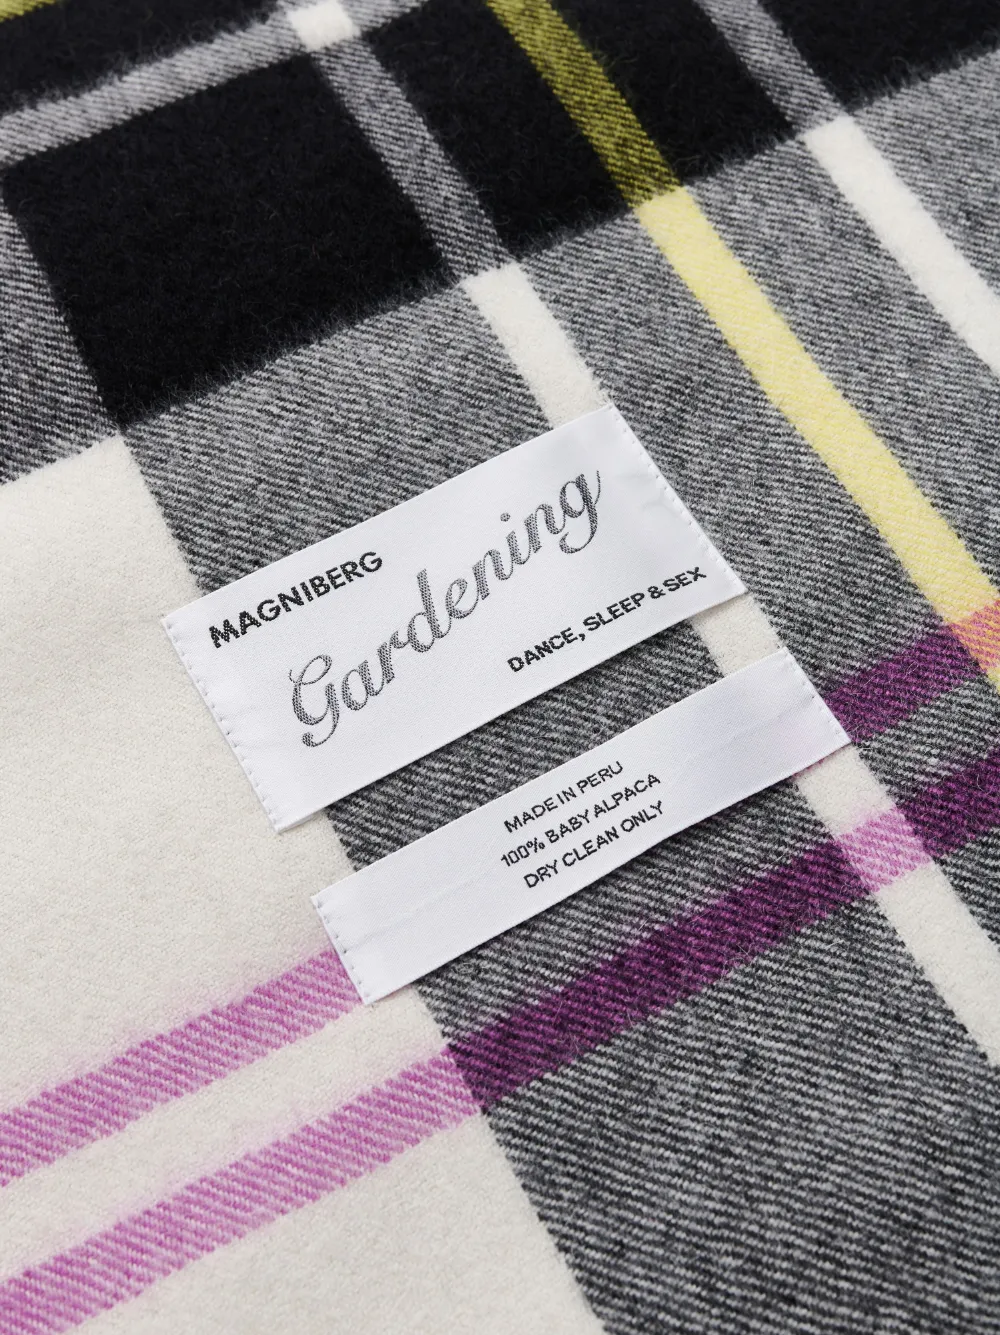 MAGNIBERG
Gardening
DANCE, SLEEP & SEX
MADE IN PERU
100% BABY ALPACA
DRY CLEAN ONLY